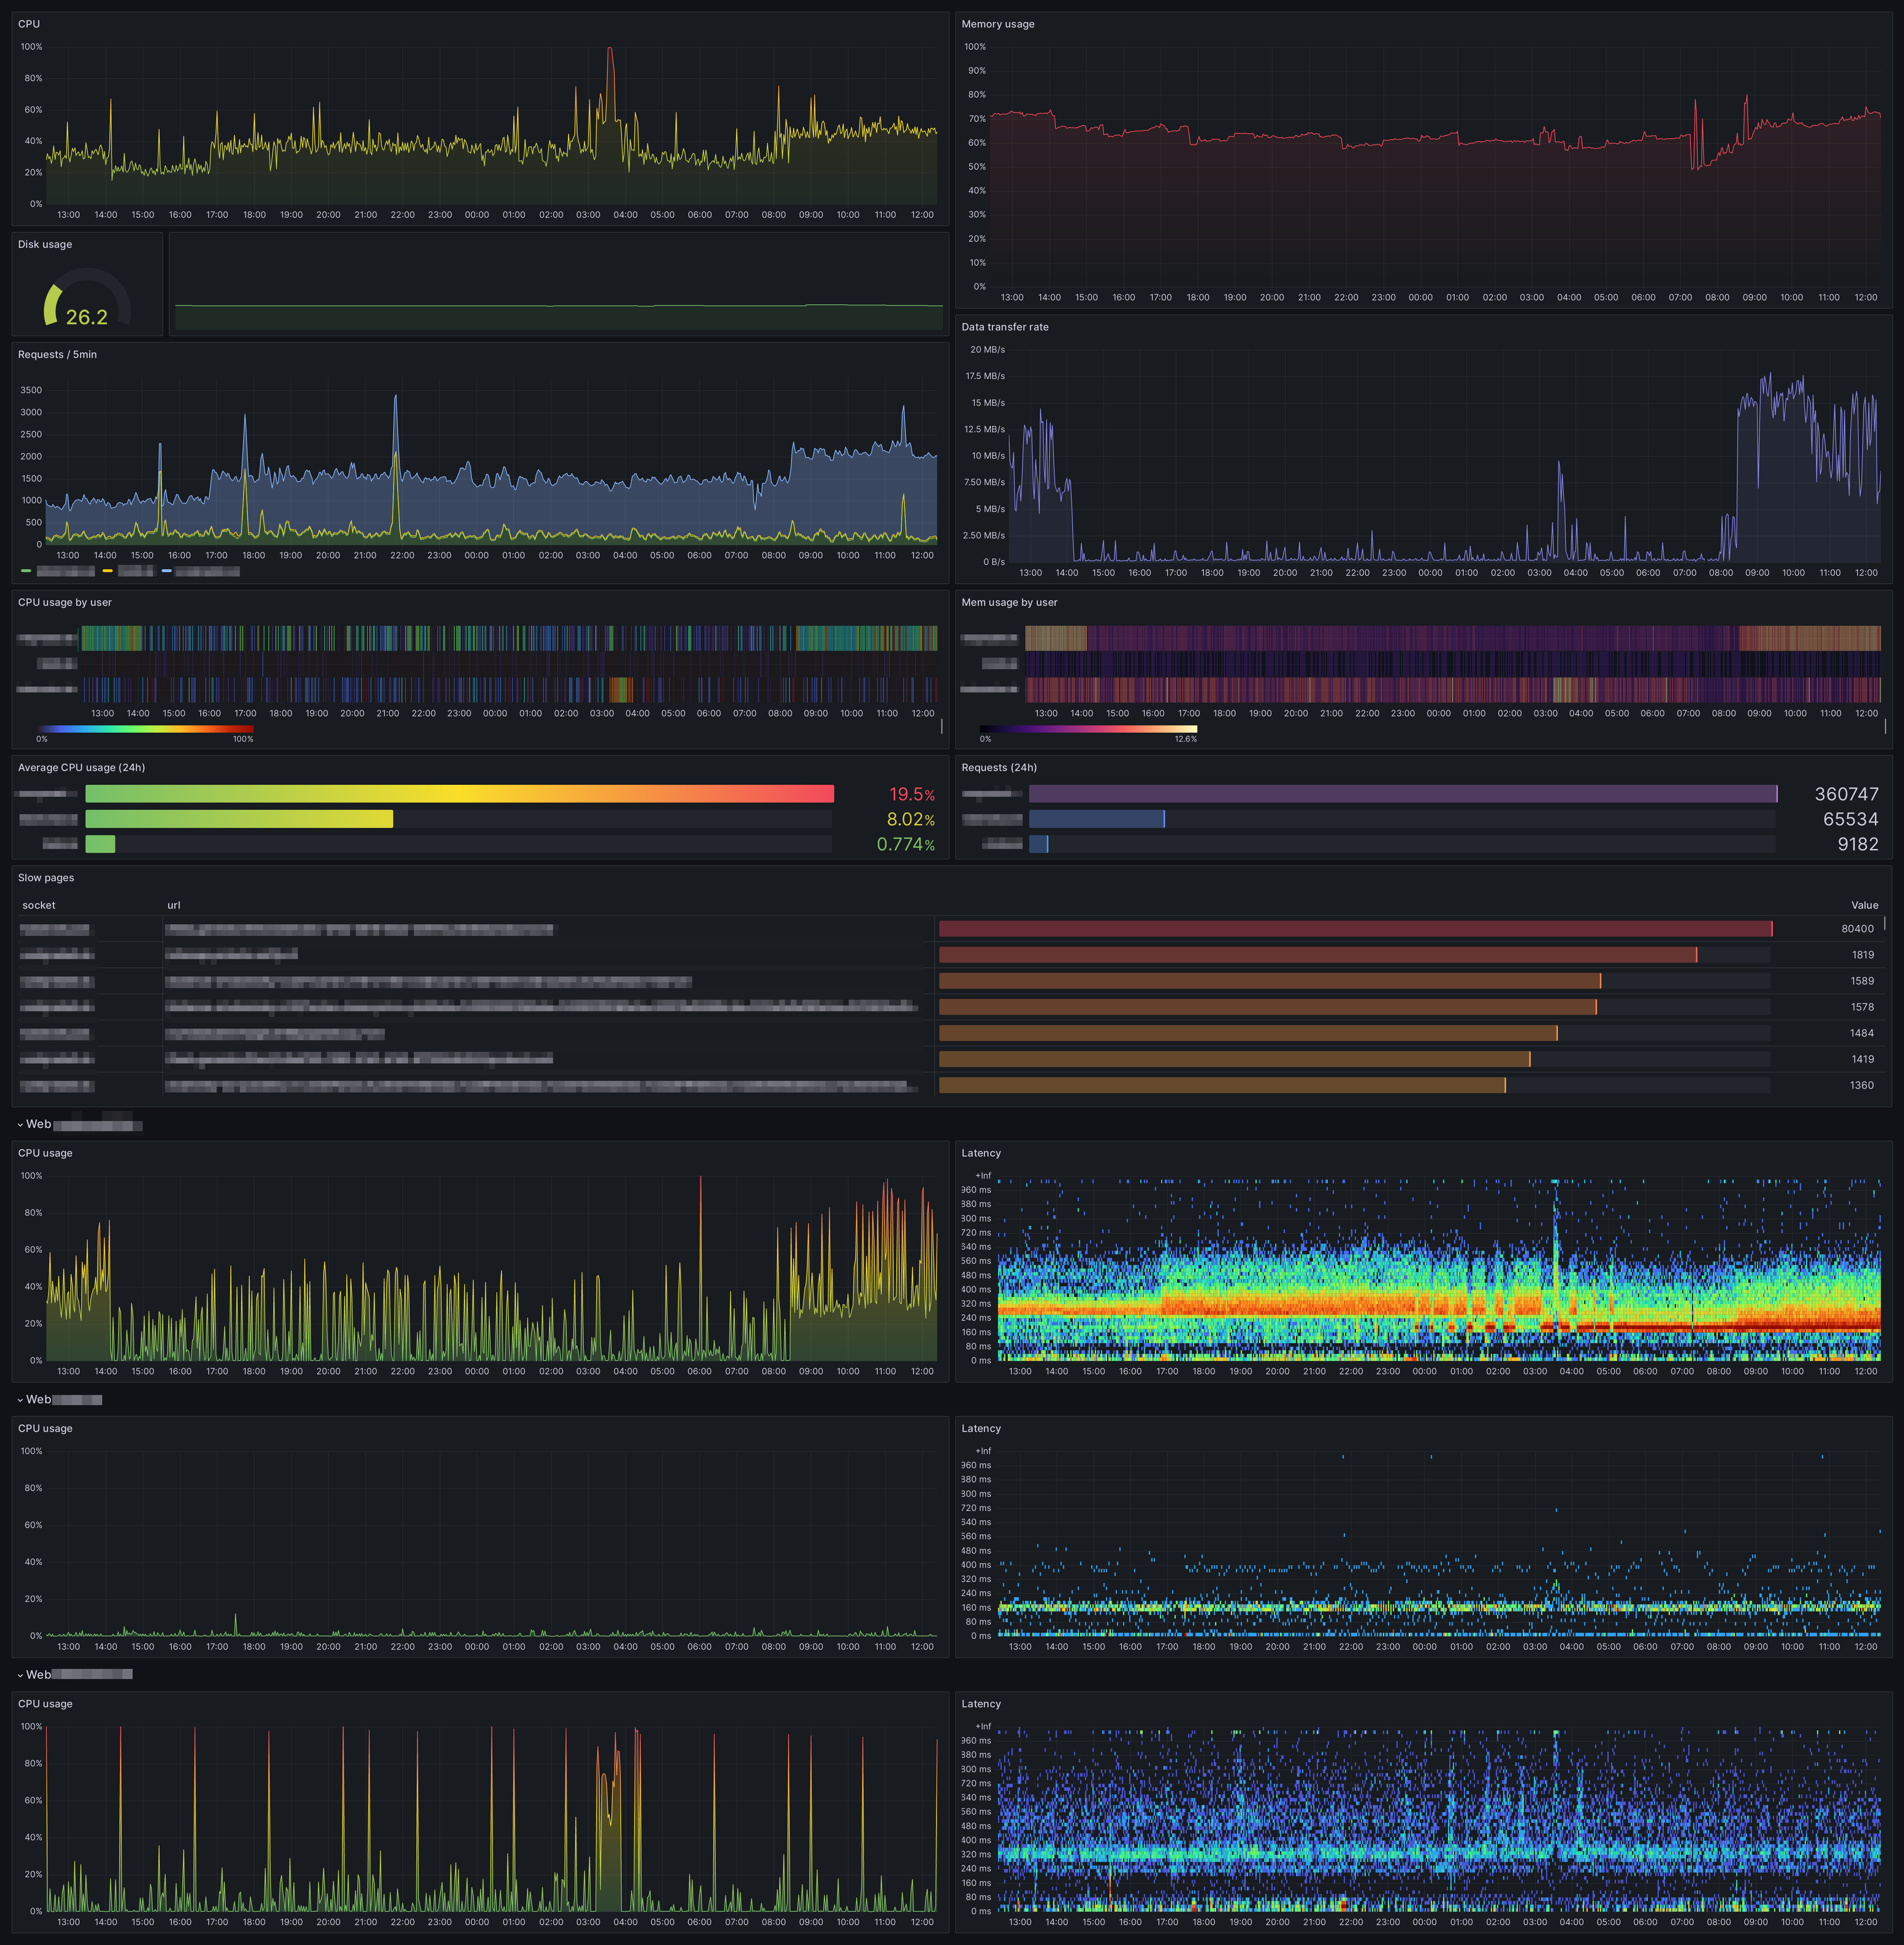 CPU
100%
80%
60%
40%
20%
0%
13:00 14:00 15:00 16:00 17:00 18:00 19:00 20:00 21:00 22:00 23:00 00:00 01:00 02:00 03:00 04:00 05:00 06:00 07:00 08:00 09:00 10:00 11:00 12:00
Memory usage
100%
90%
80%
70%
60%
50%
40%
30%
20%
10%
0%
13:00 14:00 15:00 16:00 17:00 18:00 19:00 20:00 21:00 22:00 23:00 00:00 01:00 02:00 03:00 04:00 05:00 06:00 07:00 08:00 09:00 10:00 11:00 12:00
Disk usage
26.2
Requests / 5min
3500
3000
2500
2000
1500
1000
500
0
13:00 14:00 15:00 16:00 17:00 18:00 19:00 20:00 21:00 22:00 23:00 00:00 01:00 02:00 03:00 04:00 05:00 06:00 07:00 08:00 09:00 10:00 11:00 12:00
Data transfer rate
20 MB/s
17.5 MB/s
15 MB/s
12.5 MB/s
10 MB/s
7.50 MB/s
5 MB/s
2.50 MB/s
0 B/s
13:00 14:00 15:00 16:00 17:00 18:00 19:00 20:00 21:00 22:00 23:00 00:00 01:00 02:00 03:00 04:00 05:00 06:00 07:00 08:00 09:00 10:00 11:00 12:00
CPU usage by user
13:00 14:00 15:00 16:00 17:00 18:00 19:00 20:00 21:00 22:00 23:00 00:00 01:00 02:00 03:00 04:00 05:00 06:00 07:00 08:00 09:00 10:00 11:00 12:00
0% 100%
Mem usage by user
13:00 14:00 15:00 16:00 17:00 18:00 19:00 20:00 21:00 22:00 23:00 00:00 01:00 02:00 03:00 04:00 05:00 06:00 07:00 08:00 09:00 10:00 11:00 12:00
0% 12.6%
Average CPU usage (24h)
19.5%
8.02%
0.774%
Requests (24h)
360747
65534
9182
Slow pages
socket url Value
80400
1819
1589
1578
1484
1419
1360
Web
CPU usage
100%
80%
60%
40%
20%
0%
13:00 14:00 15:00 16:00 17:00 18:00 19:00 20:00 21:00 22:00 23:00 00:00 01:00 02:00 03:00 04:00 05:00 06:00 07:00 08:00 09:00 10:00 11:00 12:00
Latency
+Inf
960 ms
880 ms
800 ms
720 ms
640 ms
560 ms
480 ms
400 ms
320 ms
240 ms
160 ms
80 ms
0 ms
13:00 14:00 15:00 16:00 17:00 18:00 19:00 20:00 21:00 22:00 23:00 00:00 01:00 02:00 03:00 04:00 05:00 06:00 07:00 08:00 09:00 10:00 11:00 12:00
Web
CPU usage
100%
80%
60%
40%
20%
0%
13:00 14:00 15:00 16:00 17:00 18:00 19:00 20:00 21:00 22:00 23:00 00:00 01:00 02:00 03:00 04:00 05:00 06:00 07:00 08:00 09:00 10:00 11:00 12:00
Latency
+Inf
960 ms
880 ms
800 ms
720 ms
640 ms
560 ms
480 ms
400 ms
320 ms
240 ms
160 ms
80 ms
0 ms
13:00 14:00 15:00 16:00 17:00 18:00 19:00 20:00 21:00 22:00 23:00 00:00 01:00 02:00 03:00 04:00 05:00 06:00 07:00 08:00 09:00 10:00 11:00 12:00
Web
CPU usage
100%
80%
60%
40%
20%
0%
13:00 14:00 15:00 16:00 17:00 18:00 19:00 20:00 21:00 22:00 23:00 00:00 01:00 02:00 03:00 04:00 05:00 06:00 07:00 08:00 09:00 10:00 11:00 12:00
Latency
+Inf
960 ms
880 ms
800 ms
720 ms
640 ms
560 ms
480 ms
400 ms
320 ms
240 ms
160 ms
80 ms
0 ms
13:00 14:00 15:00 16:00 17:00 18:00 19:00 20:00 21:00 22:00 23:00 00:00 01:00 02:00 03:00 04:00 05:00 06:00 07:00 08:00 09:00 10:00 11:00 12:00